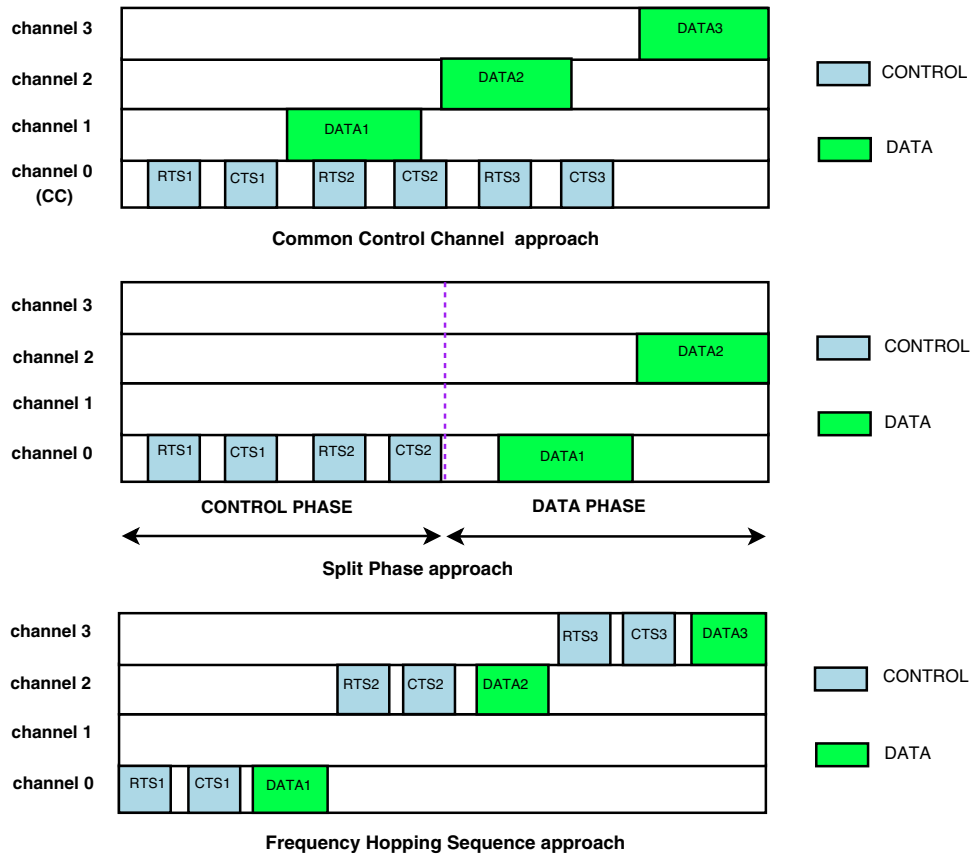 channel 3
DATA3
channel 2
DATA2
channel 1
DATA1
channel 0
(CC)
RTS1
CTS1
RTS2
CTS2
RTS3
CTS3
CONTROL
DATA
Common Control Channel approach
channel 3
channel 2
DATA2
channel 1
channel 0
RTS1
CTS1
RTS2
CTS2
DATA1
CONTROL
DATA
CONTROL PHASE
DATA PHASE
Split Phase approach
channel 3
RTS3
CTS3
DATA3
channel 2
RTS2
CTS2
DATA2
channel 1
channel 0
RTS1
CTS1
DATA1
CONTROL
DATA
Frequency Hopping Sequence approach